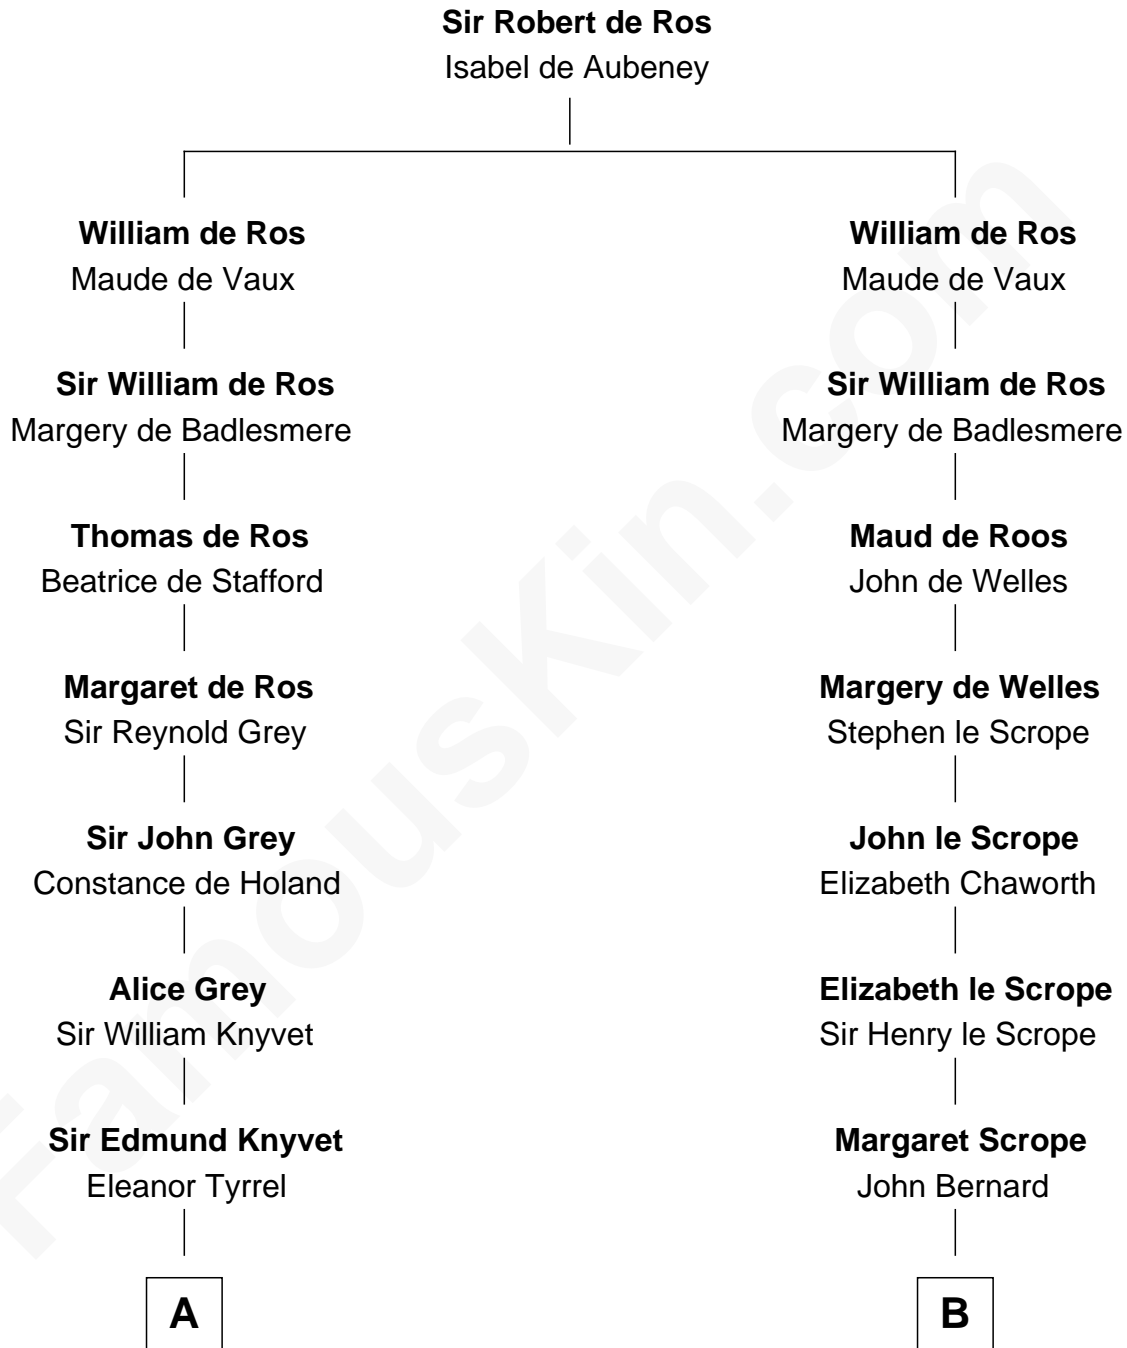 Sir Robert de Ros
Isabel de Aubeney
William de Ros
Maude de Vaux
William de Ros
Maude de Vaux
Sir William de Ros
Margery de Badlesmere
Sir William de Ros
Margery de Badlesmere
Thomas de Ros
Beatrice de Stafford
Maud de Roos
John de Welles
Margaret de Ros
Sir Reynold Grey
Margery de Welles
Stephen le Scrope
Sir John Grey
Constance de Holand
John le Scrope
Elizabeth Chaworth
Alice Grey
Sir William Knyvet
Elizabeth le Scrope
Sir Henry le Scrope
Sir Edmund Knyvet
Eleanor Tyrrel
Margaret Scrope
John Bernard
A
B
FamousKin.com